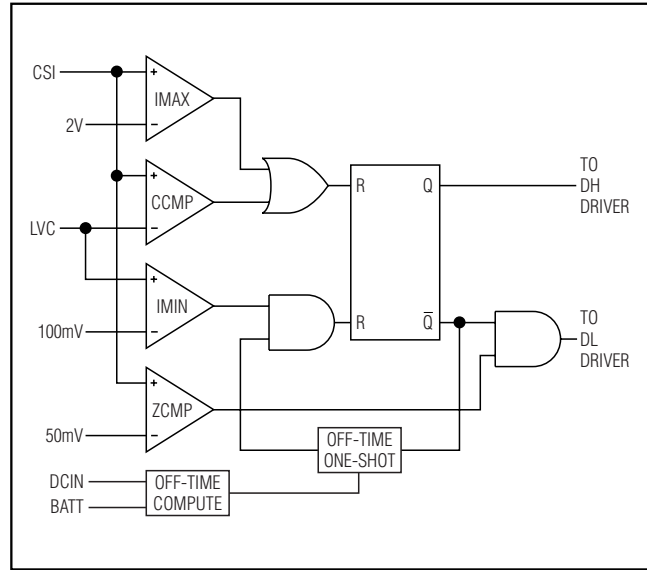 CSI
+
IMAX
2V
−
+
CCMP
LVC
−
+
IMIN
100mV
−
+
ZCMP
50mV
−
R
Q
R
Q̅
TO
DH
DRIVER
TO
DL
DRIVER
OFF-TIME
ONE-SHOT
DCIN
BATT
OFF-TIME
COMPUTE